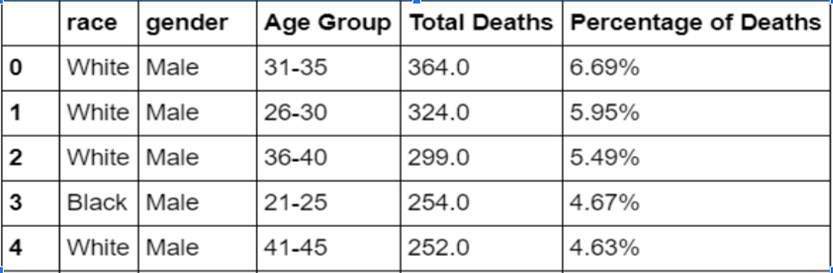 race gender Age Group Total Deaths Percentage of Deaths
0 White Male 31-35 364.0 6.69%
1 White Male 26-30 324.0 5.95%
2 White Male 36-40 299.0 5.49%
3 Black Male 21-25 254.0 4.67%
4 White Male 41-45 252.0 4.63%